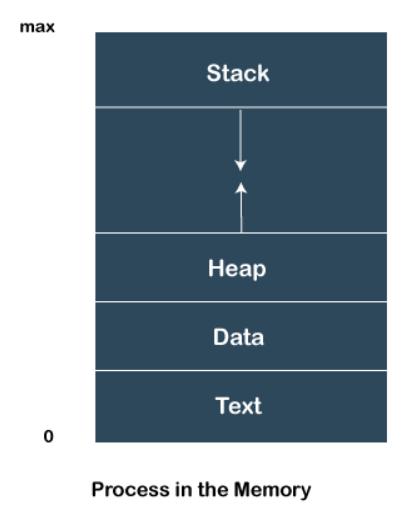 max
Stack
Heap
Data
Text
0
Process in the Memory